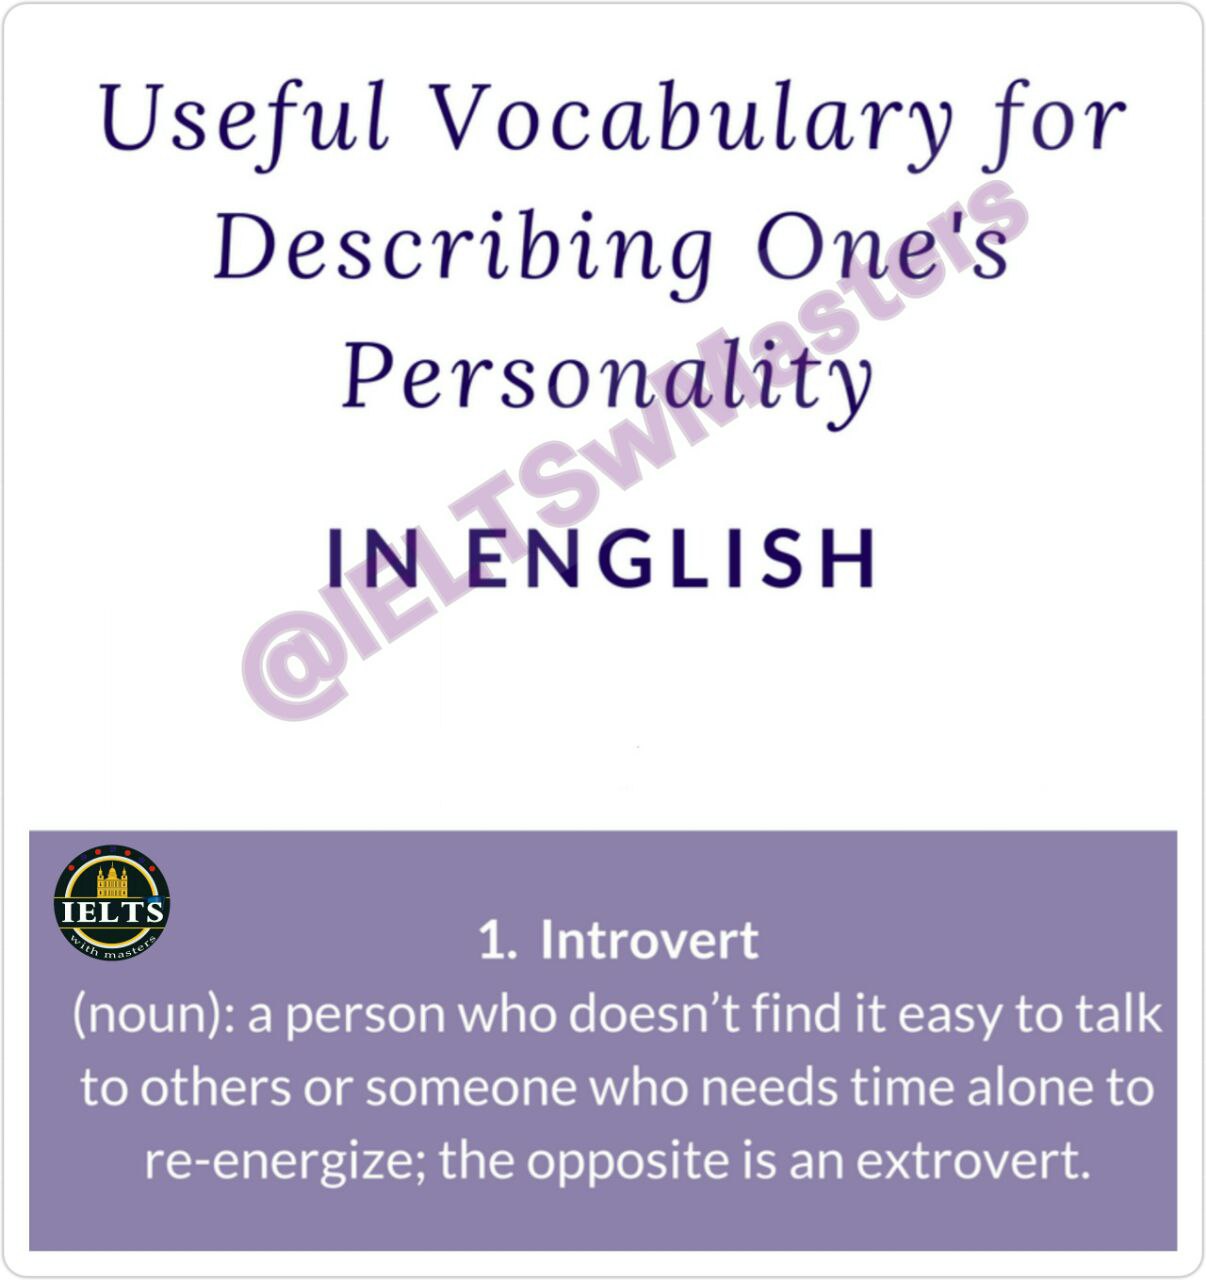 Useful Vocabulary for
Describing One's
Personality
IN ENGLISH
@IELTSwMasters
IELTS
with masters
1. Introvert
(noun): a person who doesn’t find it easy to talk
to others or someone who needs time alone to
re-energize; the opposite is an extrovert.